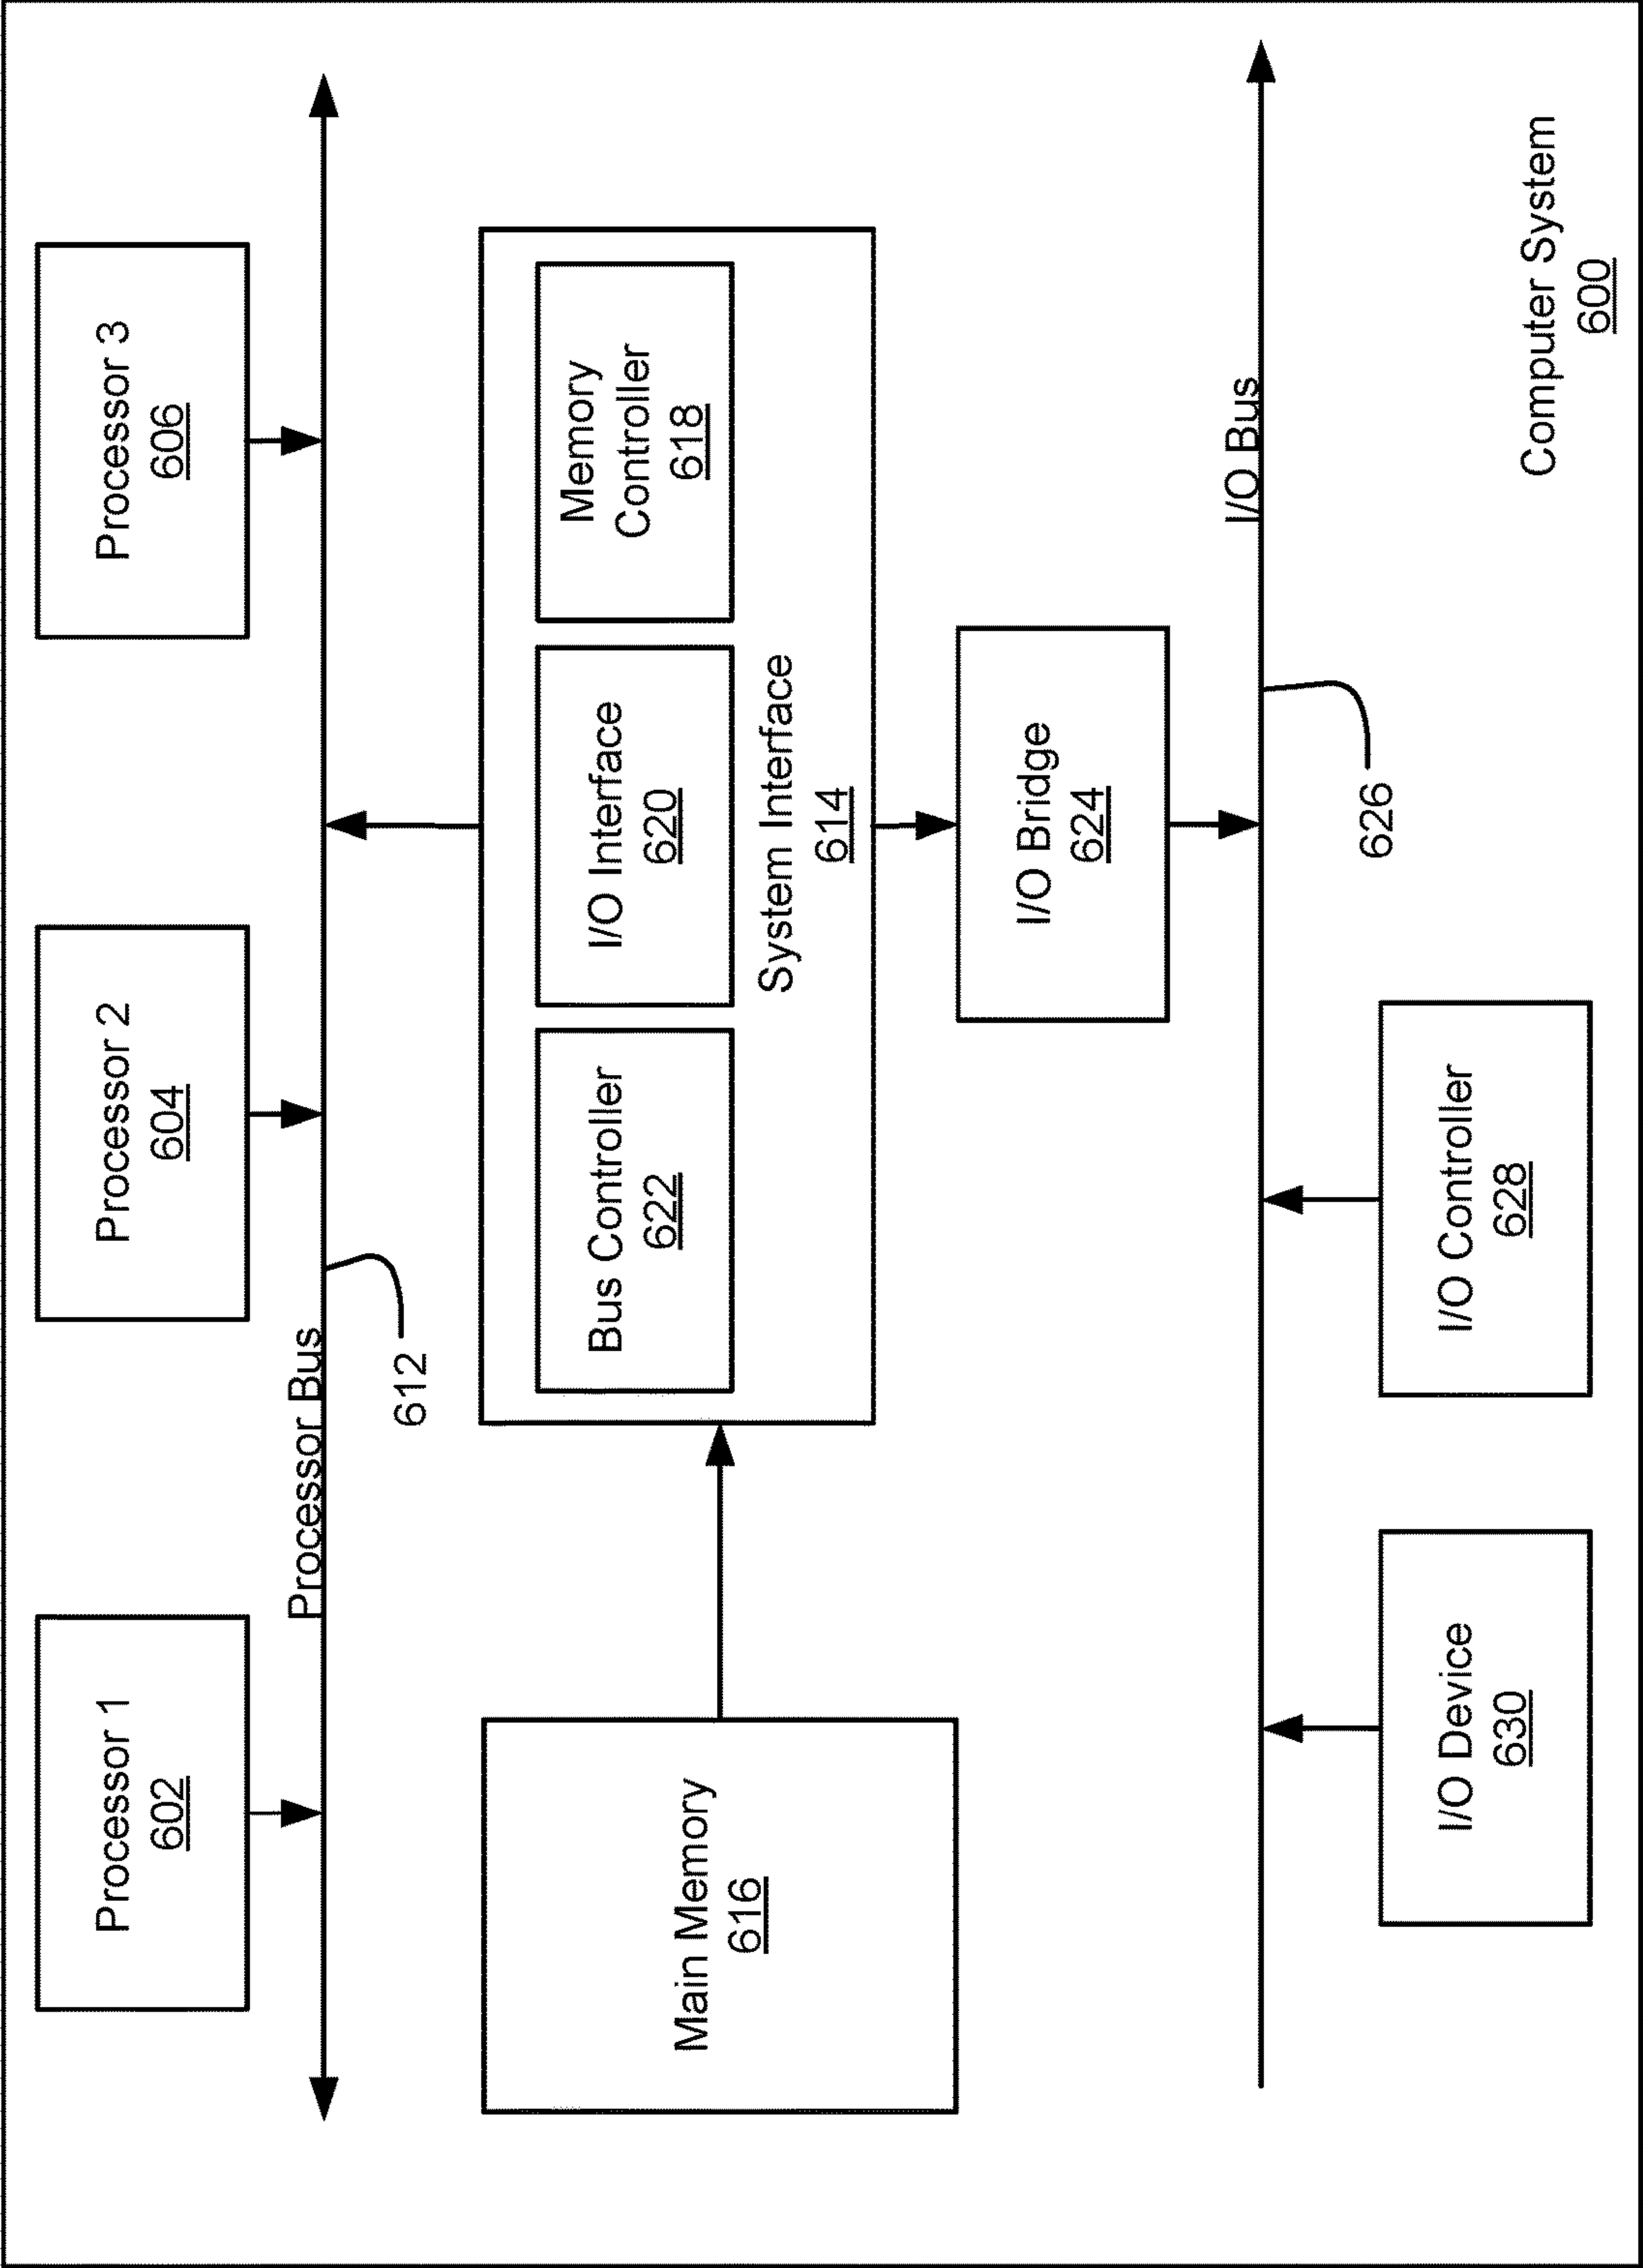 Processor 1
602
Processor 2
604
Processor 3
606
Processor Bus
612
Main Memory
616
Bus Controller
622
I/O Interface
620
Memory
Controller
618
System Interface
614
I/O Bridge
624
I/O Bus
626
I/O Device
630
I/O Controller
628
Computer System
600